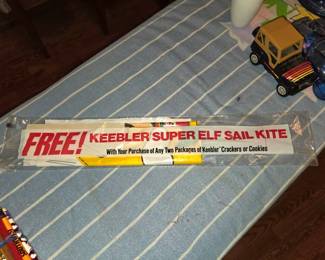 FREE! KEEBLER SUPER ELF SAIL KITE
With Your Purchase of Any Two Packages of Keebler Crackers or Cookies